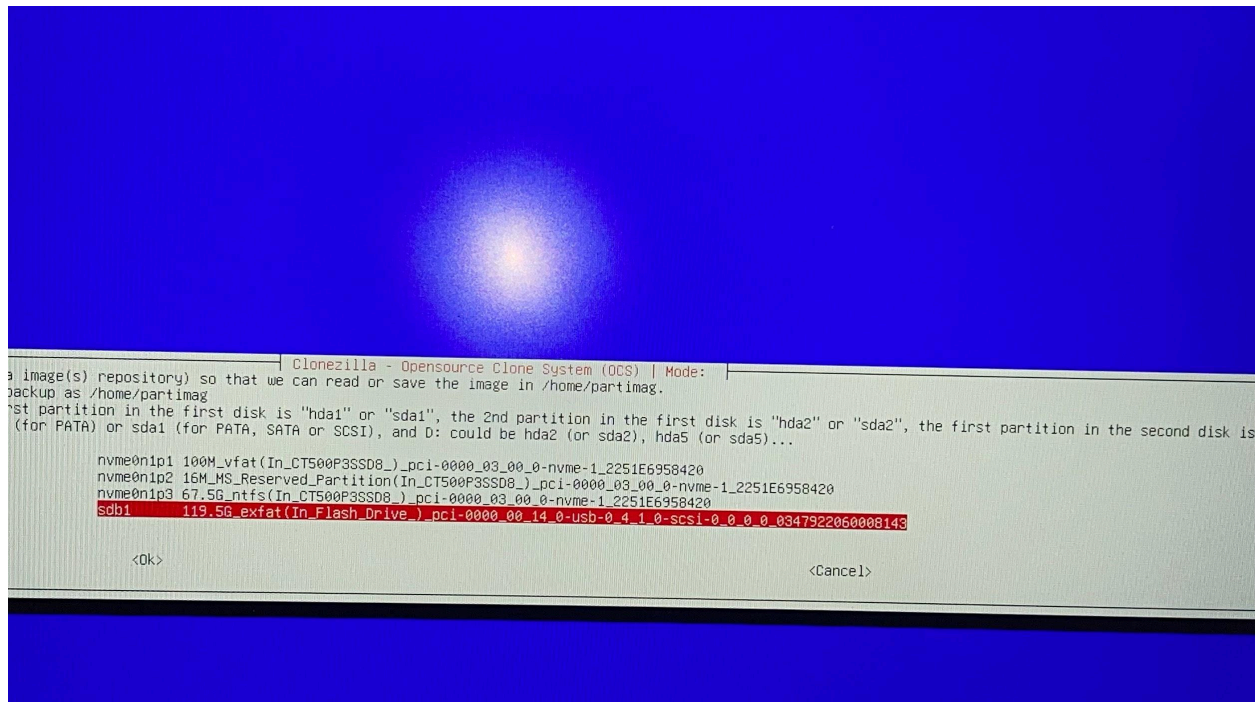 Clonezilla - Opensource Clone System (OCS) | Mode:
a image(s) repository) so that we can read or save the image in /home/partimag.
backup as /home/partimag
st partition in the first disk is "hda1" or "sda1", the 2nd partition in the first disk is "hda2" or "sda2", the first partition in the second disk is
(for PATA) or sda1 (for PATA, SATA or SCSI), and D: could be hda2 (or sda2), hda5 (or sda5)...
nvme0n1p1 100M_vfat(In_CT500P3SSD8_)_pci-0000_03_00_0-nvme-1_2251E6958420
nvme0n1p2 16M_MS_Reserved_Partition(In_CT500P3SSD8_)_pci-0000_03_00_0-nvme-1_2251E6958420
nvme0n1p3 67.5G_ntfs(In_CT500P3SSD8_)_pci-0000_03_00_0-nvme-1_2251E6958420
sdb1 119.5G_exfat(In_Flash_Drive_)_pci-0000_00_14_0-usb-0_4_1_0-scsi-0_0_0_0_0347922060008143
<Ok> <Cancel>